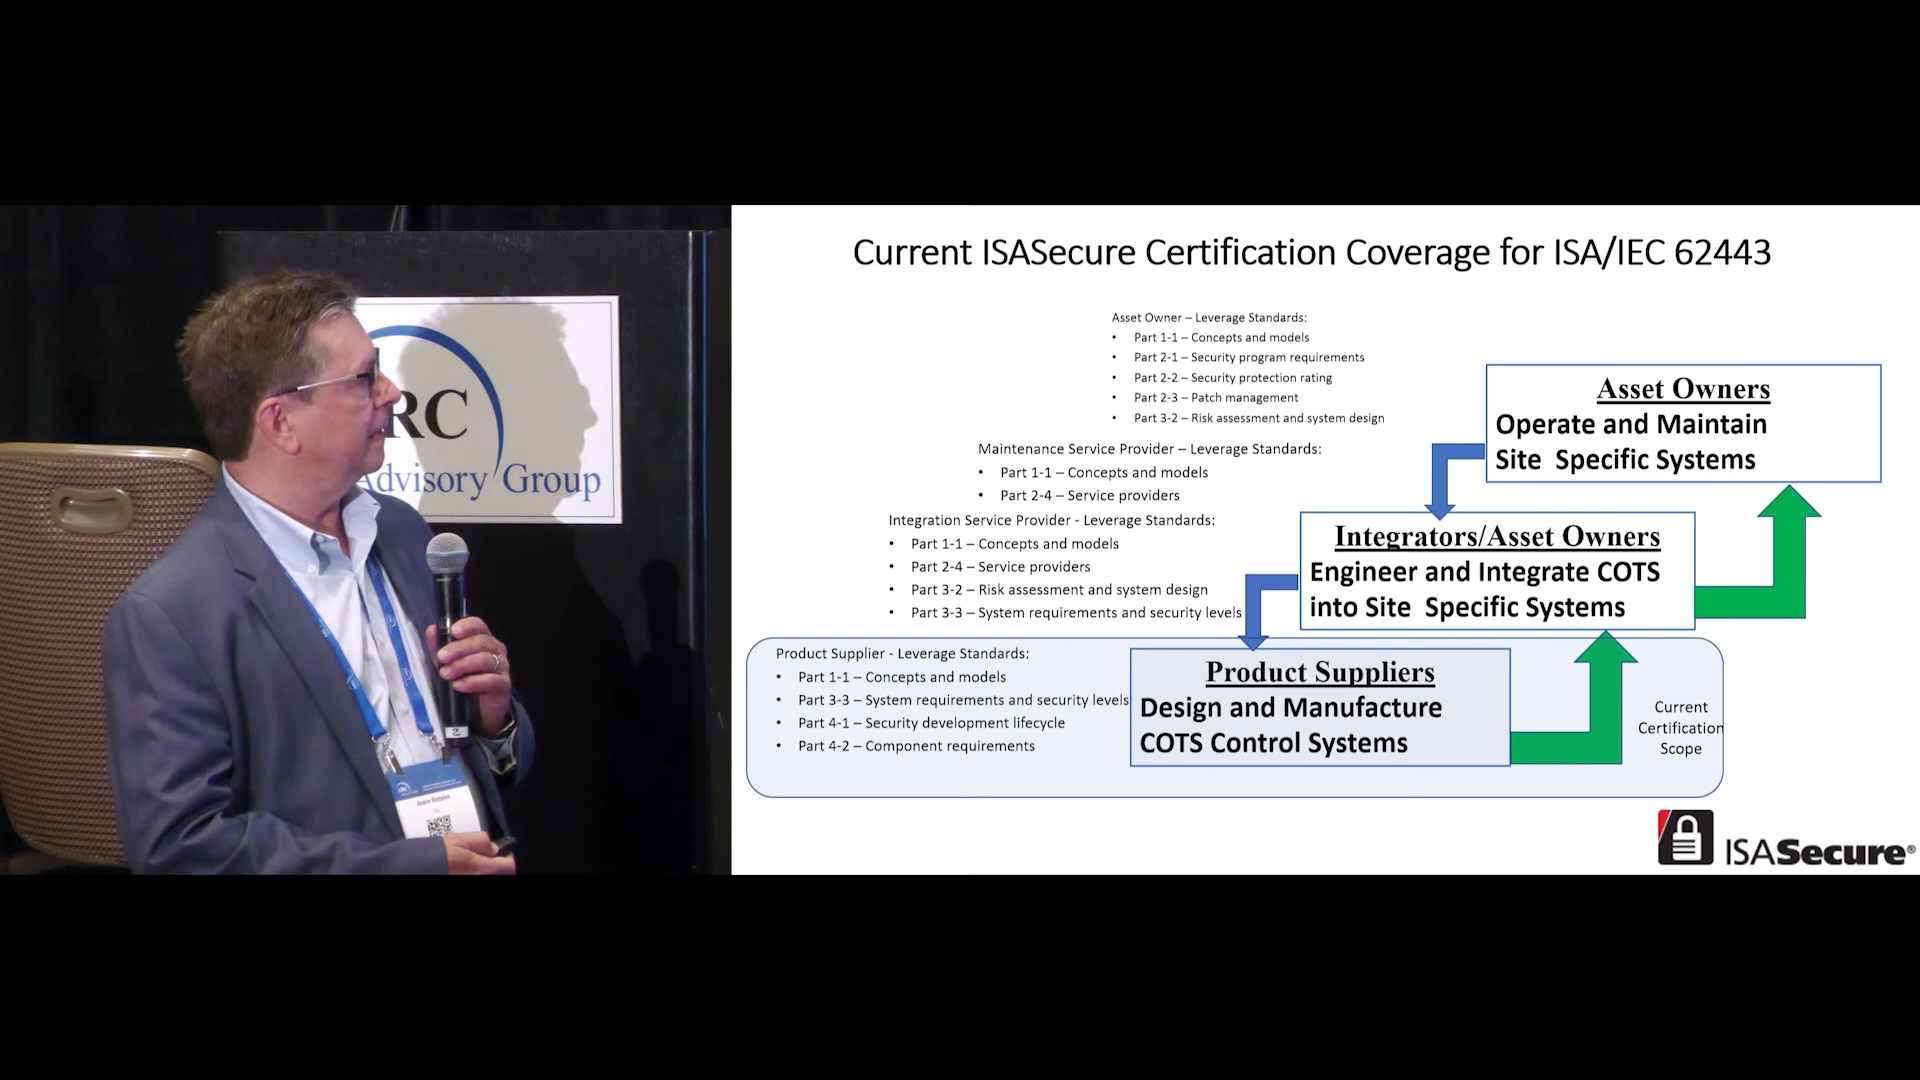 RC
Advisory Group
Current ISASecure Certification Coverage for ISA/IEC 62443
Asset Owner – Leverage Standards:
• Part 1-1 – Concepts and models
• Part 2-1 – Security program requirements
• Part 2-2 – Security protection rating
• Part 2-3 – Patch management
• Part 3-2 – Risk assessment and system design
Asset Owners
Operate and Maintain
Site Specific Systems
Maintenance Service Provider – Leverage Standards:
• Part 1-1 – Concepts and models
• Part 2-4 – Service providers
Integration Service Provider - Leverage Standards:
• Part 1-1 – Concepts and models
• Part 2-4 – Service providers
• Part 3-2 – Risk assessment and system design
• Part 3-3 – System requirements and security levels
Integrators/Asset Owners
Engineer and Integrate COTS
into Site Specific Systems
Product Supplier - Leverage Standards:
• Part 1-1 – Concepts and models
• Part 3-3 – System requirements and security levels
• Part 4-1 – Security development lifecycle
• Part 4-2 – Component requirements
Product Suppliers
Design and Manufacture
COTS Control Systems
Current
Certification
Scope
ISASecure®